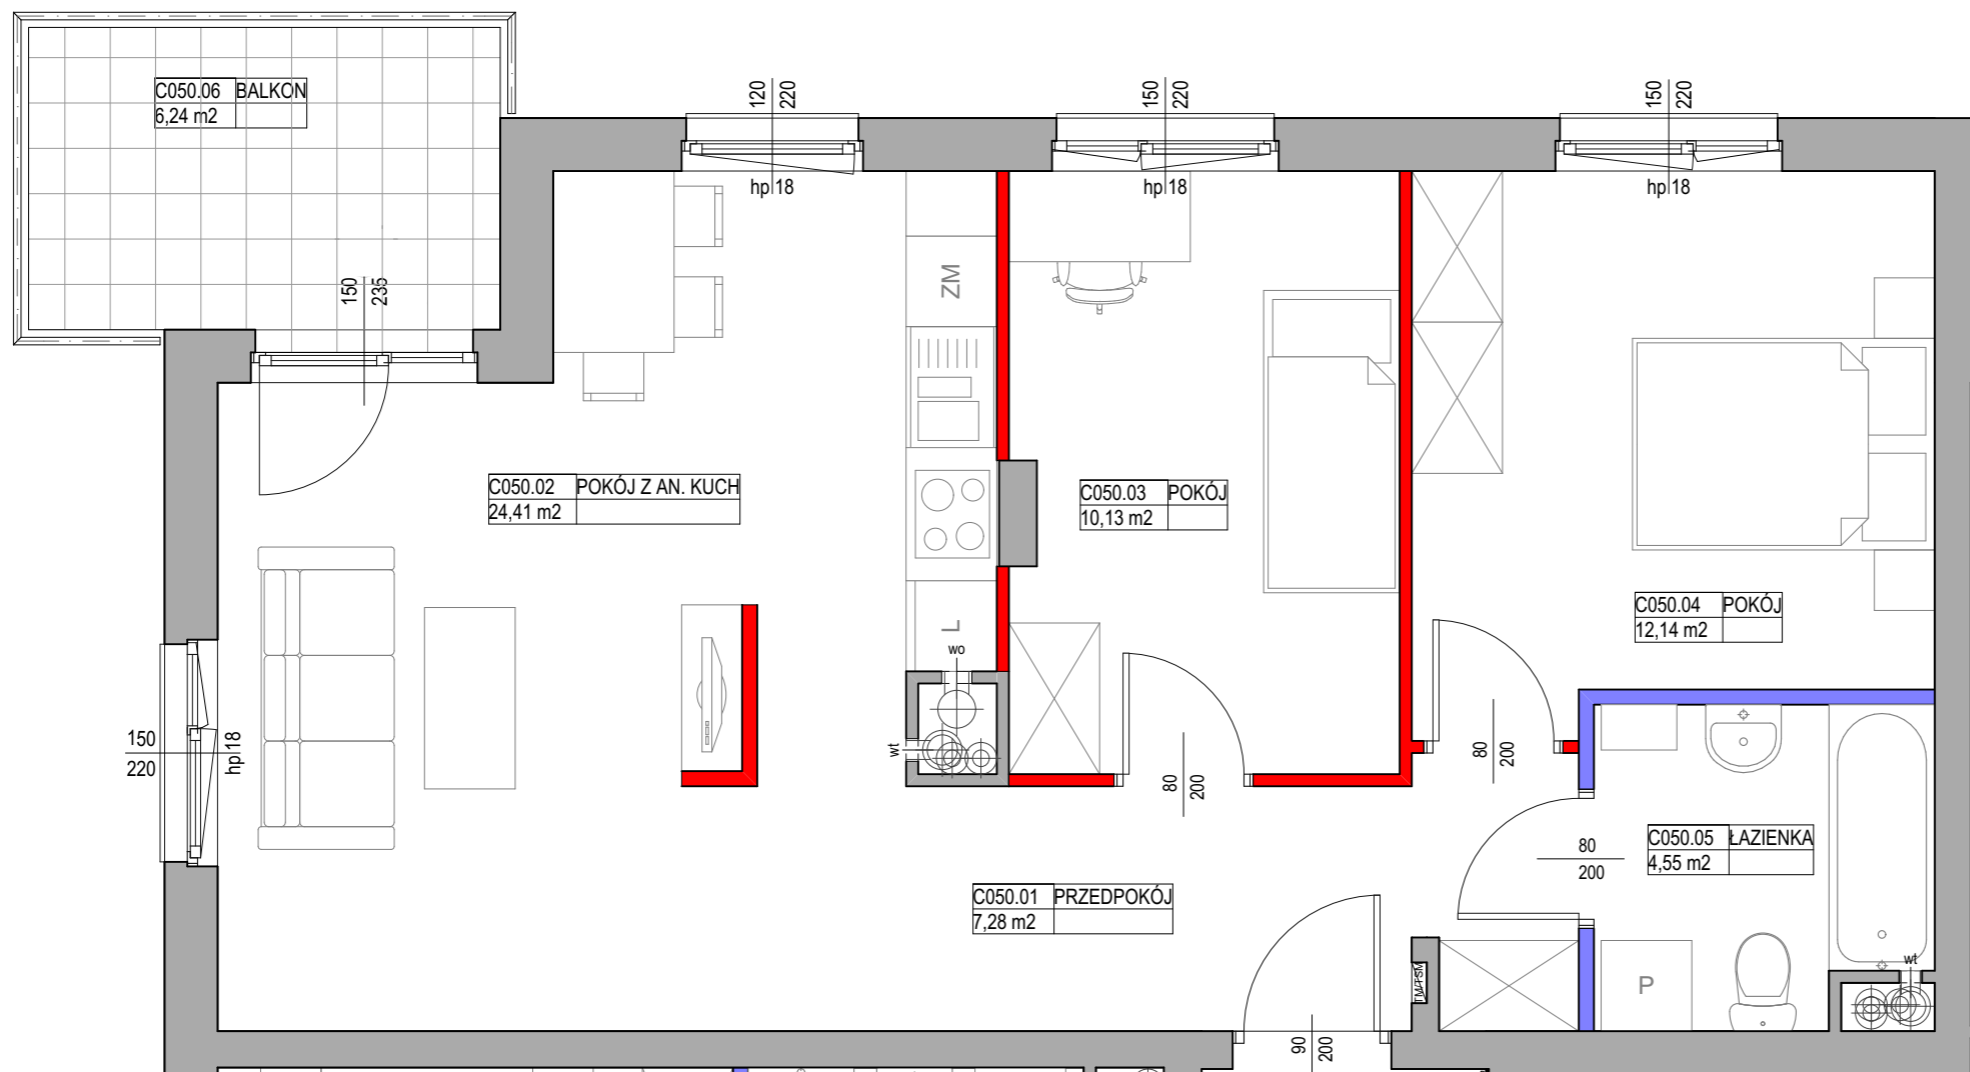 C050.06 BALKON
6,24 m2
120
220
hp 18
150
220
hp 18
150
220
hp 18
150
235
ZM
C050.02 POKÓJ Z AN. KUCH
24,41 m2
C050.03 POKÓJ
10,13 m2
C050.04 POKÓJ
12,14 m2
L
wo
wt
150
220
hp 18
80
200
80
200
80
200
C050.05 ŁAZIENKA
4,55 m2
C050.01 PRZEDPOKÓJ
7,28 m2
P
wt
90
200